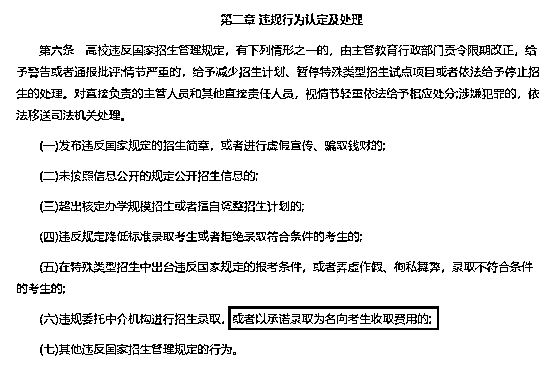 第二章 违规行为认定及处理
第六条 高校违反国家招生管理规定，有下列情形之一的，由主管教育行政部门责令限期改正，给
予警告或者通报批评;情节严重的，给予减少招生计划、暂停特殊类型招生试点项目或者依法给予停止招
生的处理。对直接负责的主管人员和其他直接责任人员，视情节轻重依法给予相应处分;涉嫌犯罪的，依
法移送司法机关处理。
(一)发布违反国家规定的招生简章，或者进行虚假宣传、骗取钱财的;
(二)未按照信息公开的规定公开招生信息的;
(三)超出核定办学规模招生或者擅自调整招生计划的;
(四)违反规定降低标准录取考生或者拒绝录取符合条件的考生的;
(五)在特殊类型招生中出台违反国家规定的报考条件，或者弄虚作假、徇私舞弊，录取不符合条件
的考生的;
(六)违规委托中介机构进行招生录取，或者以承诺录取为名向考生收取费用的;
(七)其他违反国家招生管理规定的行为。